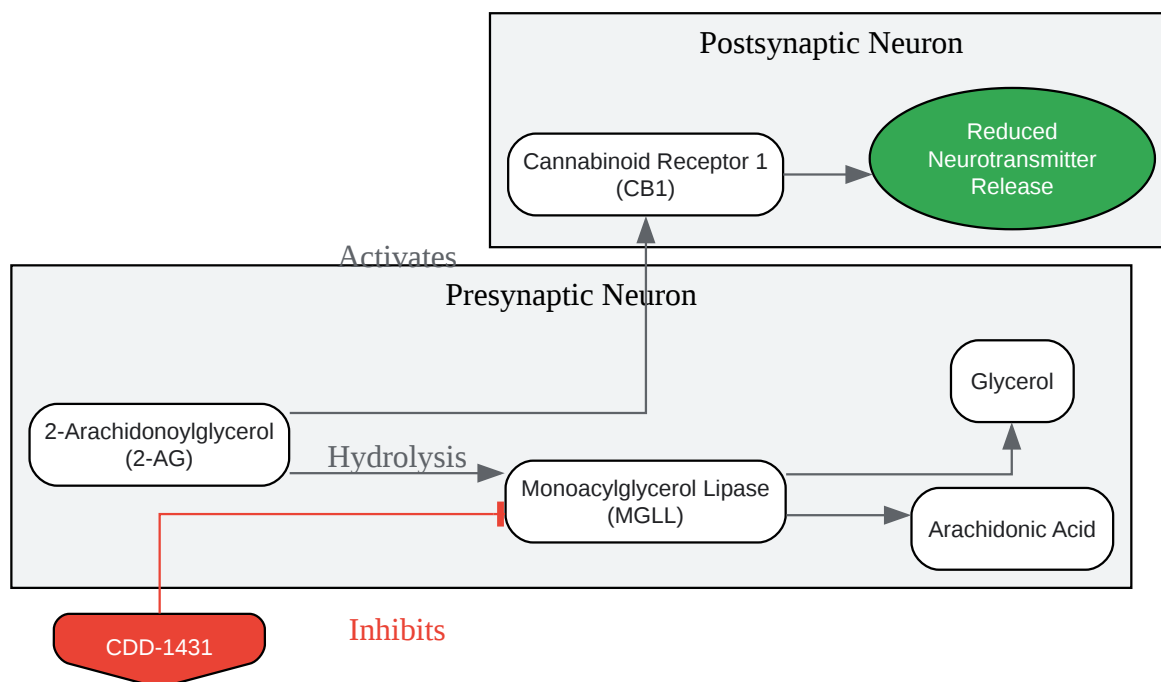 Postsynaptic Neuron
Cannabinoid Receptor 1
(CB1)
Reduced
Neurotmitter
Release
Activates
Presynaptic Neuron
Glycerol
2-Arachidonoylglycerol
(2-AG)
Hydrolysis
Monoacylglycerol Lipase
(MGLL)
Arachidonic Acid
CDD-1431
Inhibits